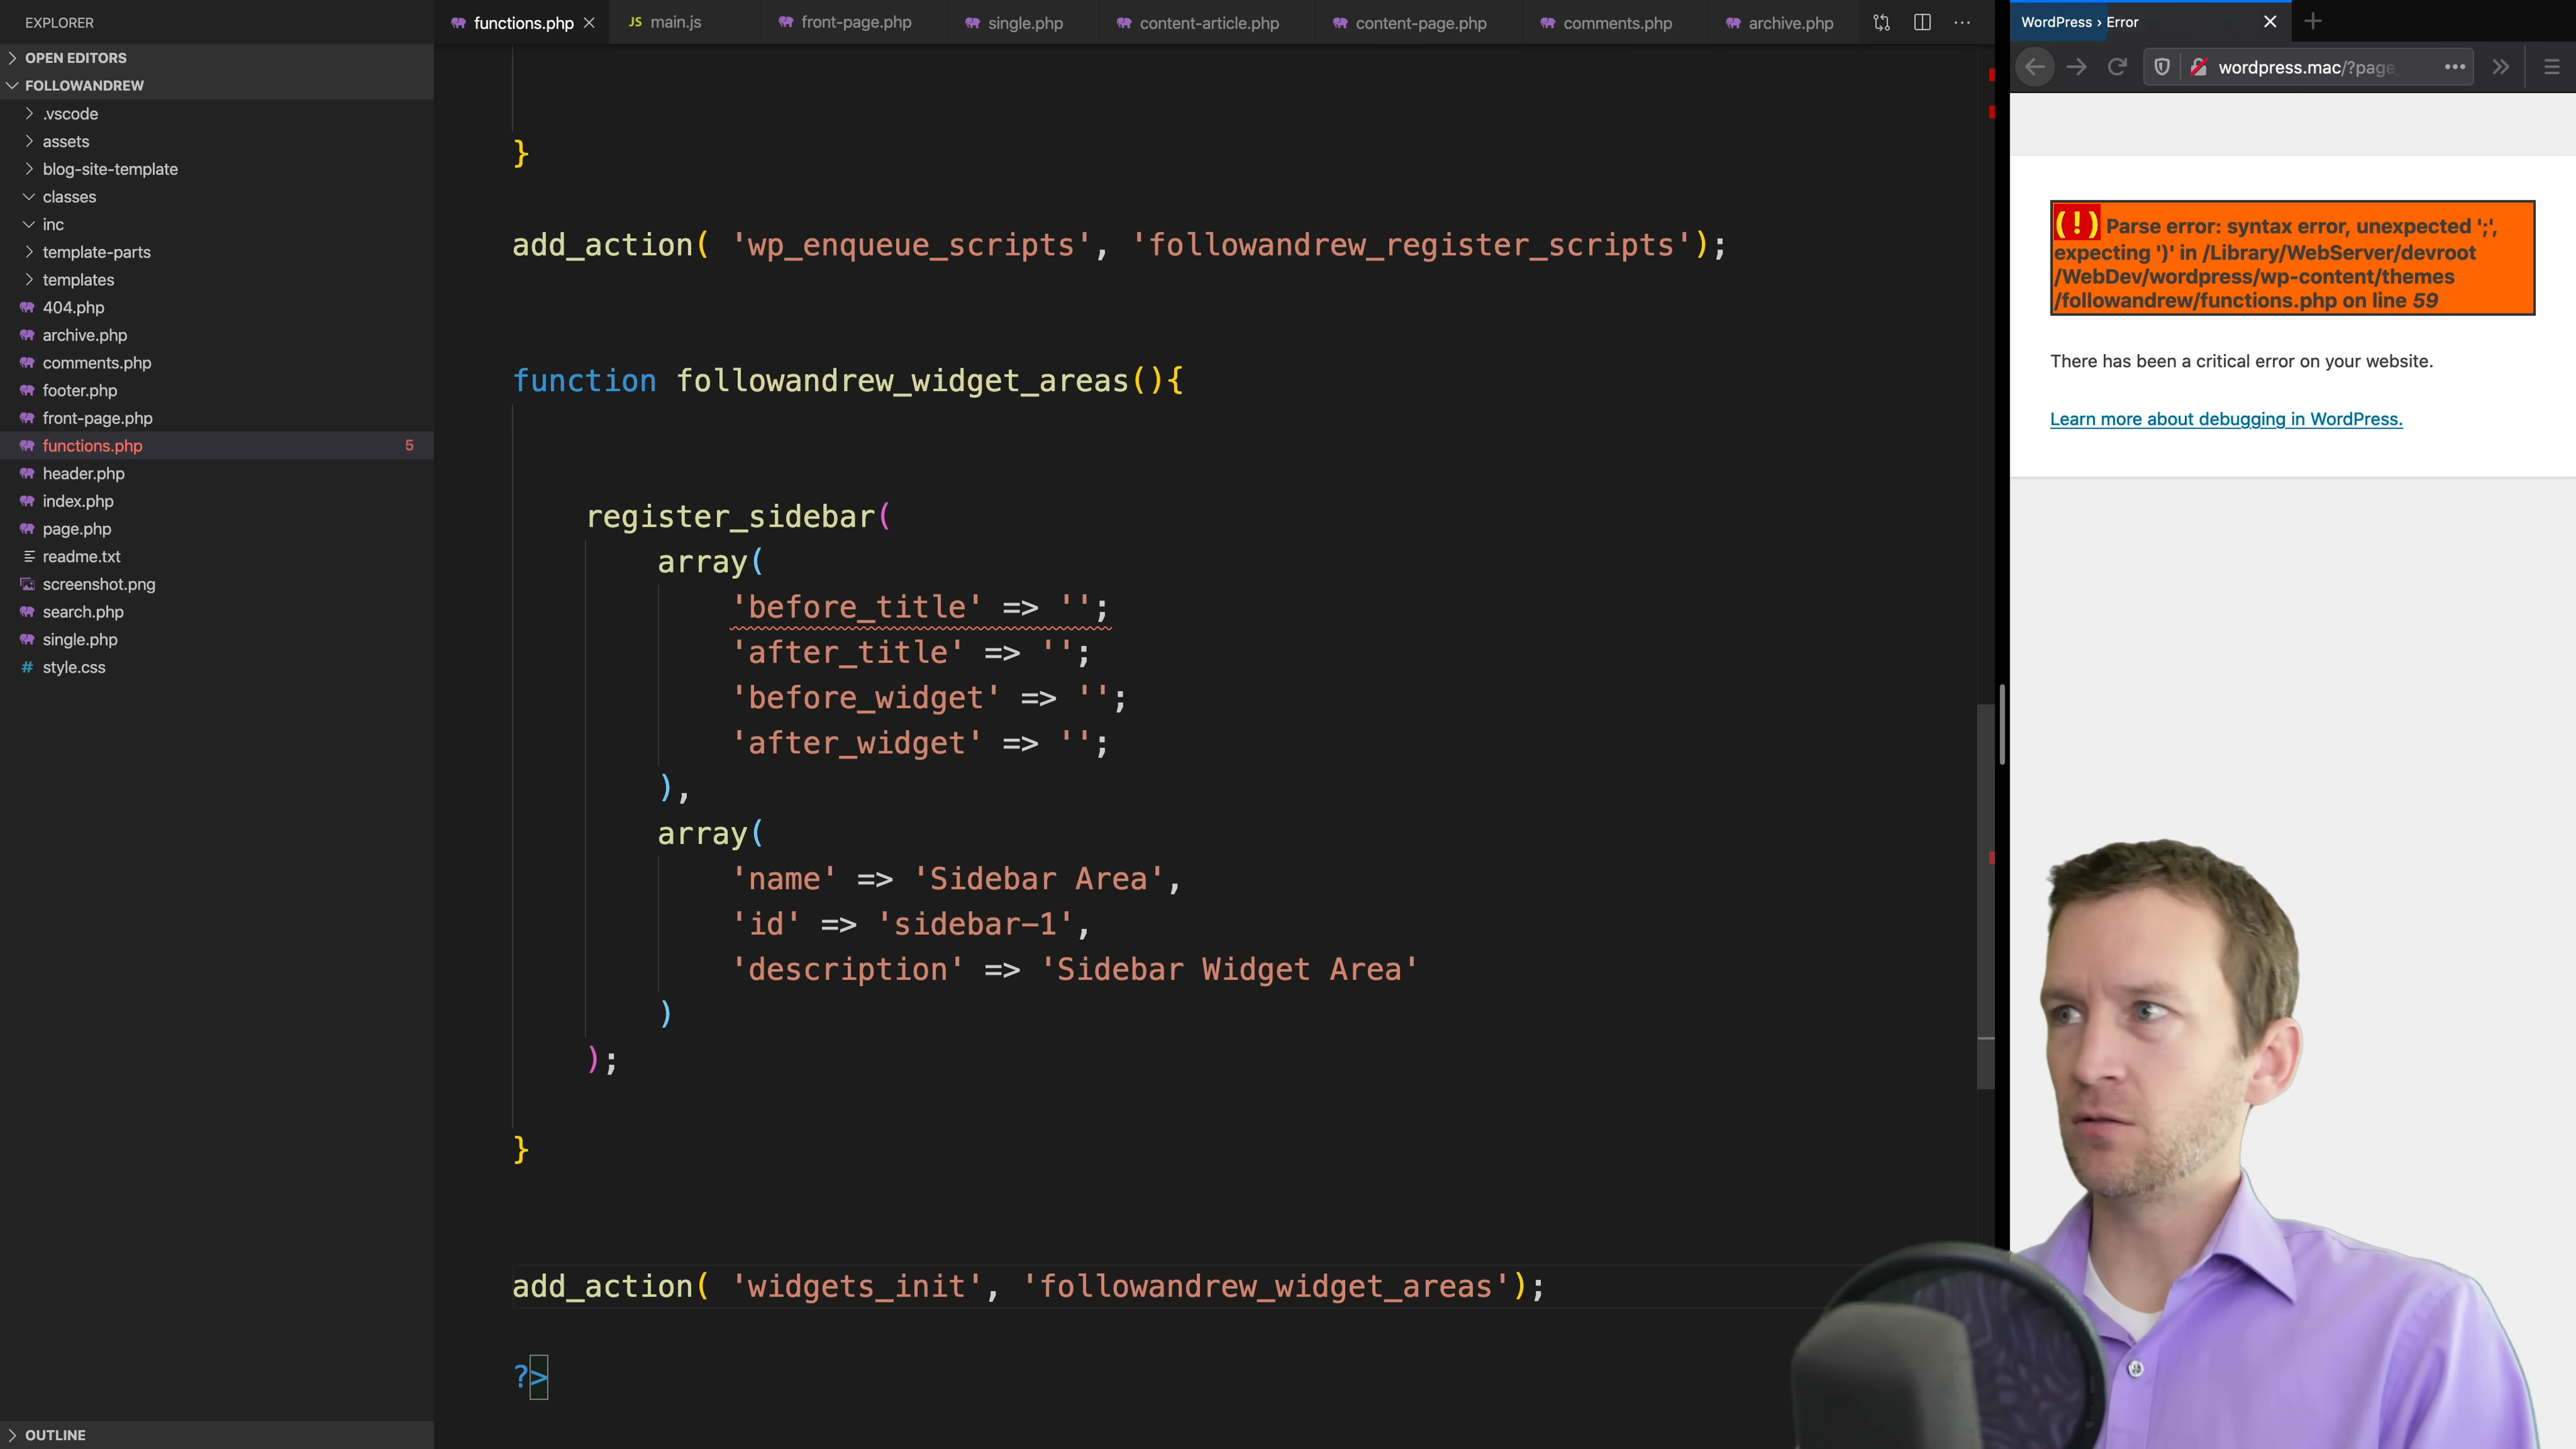 EXPLORER
OPEN EDITORS
FOLLOWANDREW
.vscode
assets
blog-site-template
classes
inc
template-parts
templates
404.php
archive.php
comments.php
footer.php
front-page.php
functions.php 5
header.php
index.php
page.php
readme.txt
screenshot.png
search.php
single.php
# style.css
OUTLINE
functions.php
JS main.js
front-page.php
single.php
content-article.php
content-page.php
comments.php
archive.php
}
add_action( 'wp_enqueue_scripts', 'followandrew_register_scripts');
function followandrew_widget_areas(){
register_sidebar(
array(
'before_title' => '';
'after_title' => '';
'before_widget' => '';
'after_widget' => '';
),
array(
'name' => 'Sidebar Area',
'id' => 'sidebar-1',
'description' => 'Sidebar Widget Area'
)
);
}
add_action( 'widgets_init', 'followandrew_widget_areas');
?>
WordPress › Error
wordpress.mac/?page_
(!) Parse error: syntax error, unexpected ';',
expecting ')' in /Library/WebServer/devroot
/WebDev/wordpress/wp-content/themes
/followandrew/functions.php on line 59
There has been a critical error on your website.
Learn more about debugging in WordPress.